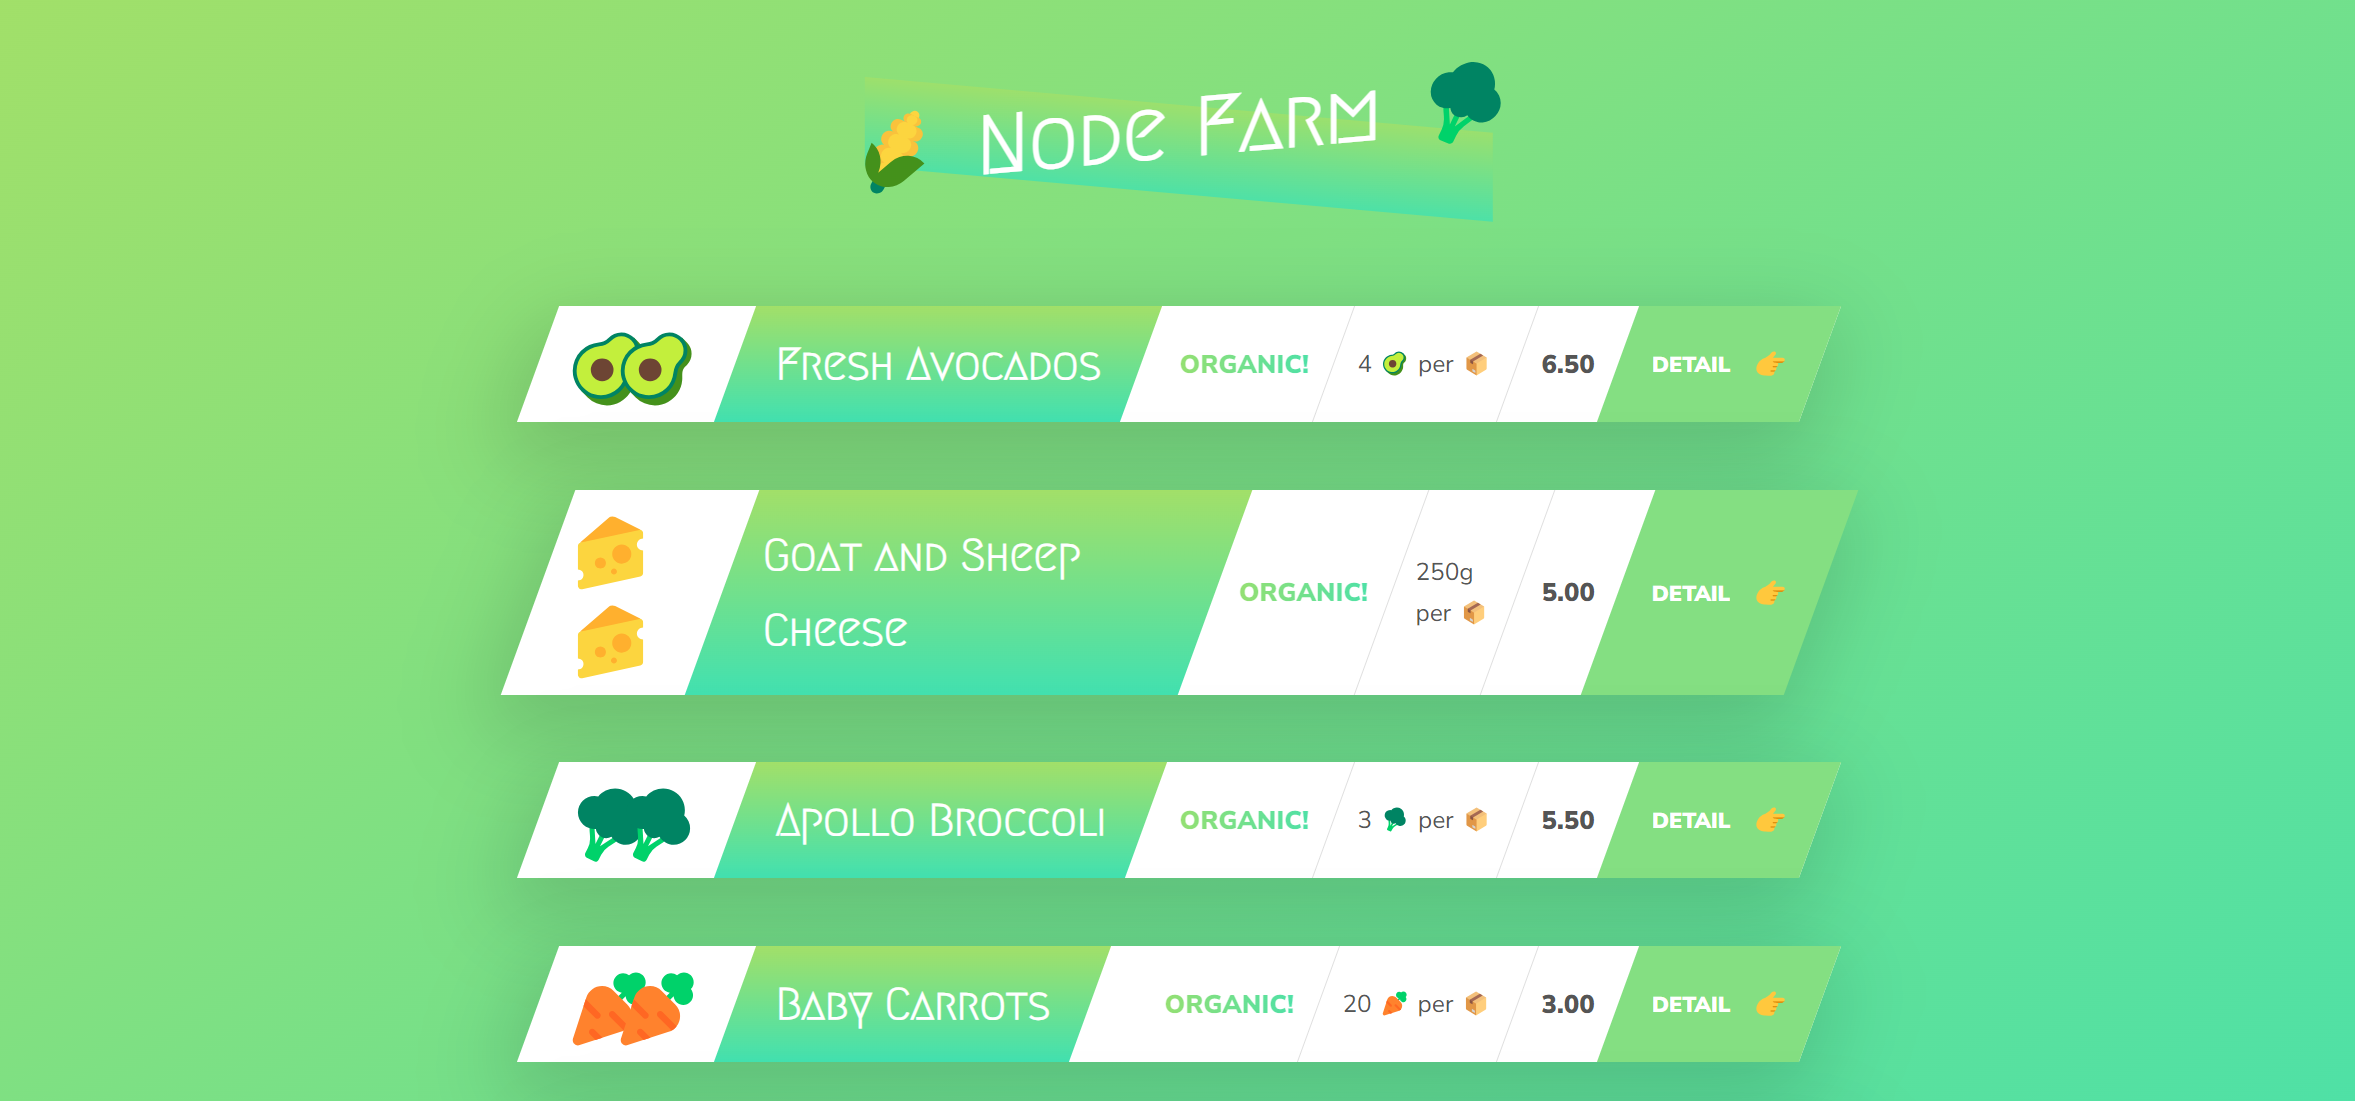 Node Farm
Fresh Avocados
ORGANIC!
4 🥑 per 📦
6.50
DETAIL 👉
Goat and Sheep
Cheese
ORGANIC!
250g
per 📦
5.00
DETAIL 👉
Apollo Broccoli
ORGANIC!
3 🥦 per 📦
5.50
DETAIL 👉
Baby Carrots
ORGANIC!
20 🥕 per 📦
3.00
DETAIL 👉